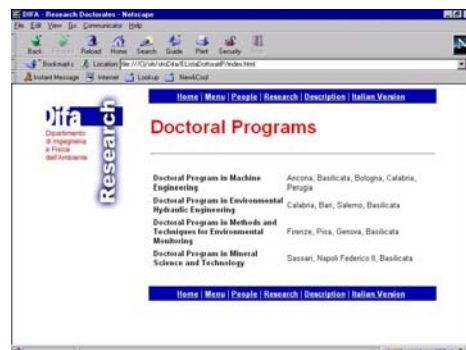 DIFA - Research Doctorates - Netscape
File Edit View Go Communicator Help
Back Reload Home Search Guide Print Security
Bookmarks Location:
Instant Message Internet Lookup New&Cool
Home | Menu | People | Research | Description | Italian Version
Difa
Dipartimento
di Ingegneria
e Fisica
dell'Ambiente
Research
Doctoral Programs
Doctoral Program in Machine
Engineering
Ancona, Basilicata, Bologna, Calabria,
Perugia
Doctoral Program in Environmental
Hydraulic Engineering
Calabria, Bari, Salerno, Basilicata
Doctoral Program in Methods and
Techniques for Environmental
Monitoring
Firenze, Pisa, Genova, Basilicata
Doctoral Program in Mineral
Science and Technology
Sassari, Napoli Federico II, Basilicata
Home | Menu | People | Research | Description | Italian Version